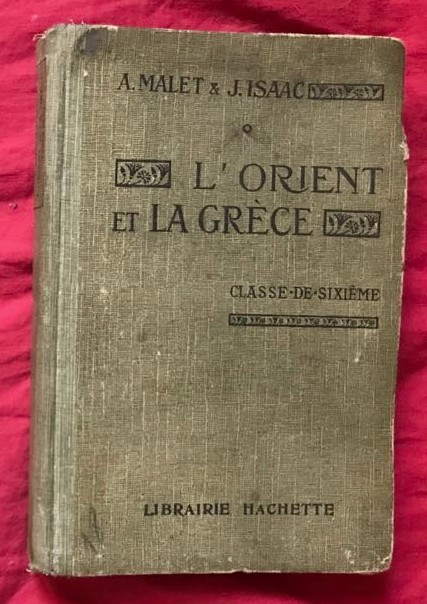 A. MALET & J. ISAAC
L'ORIENT
ET LA GRÈCE
CLASSE·DE·SIXIÈME
LIBRAIRIE HACHETTE